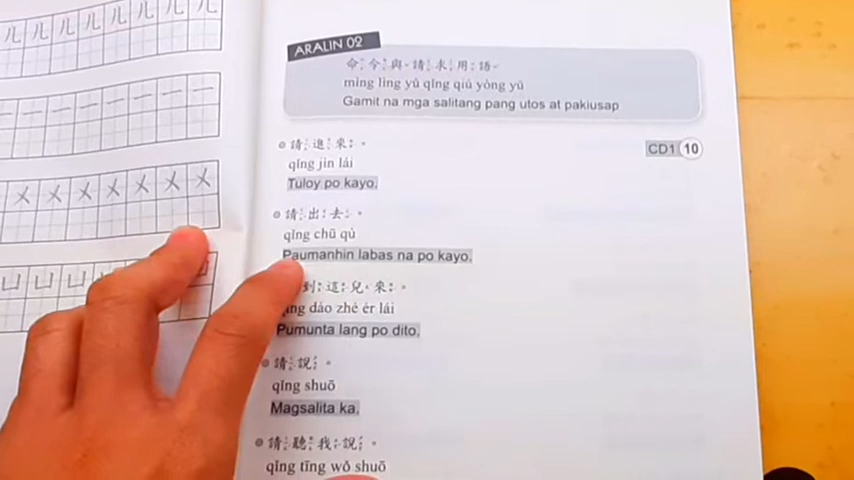 ARALIN 02
命令與請求用語
mìng lìng yǔ qǐng qiú yòng yǔ
Gamit na mga salitang pang utos at pakiusap
請進來。
CD1 10
qǐng jìn lái
Tuloy po kayo.
請出去。
qǐng chū qù
Paumanhin labas na po kayo.
到這兒來。
dào zhè ér lái
Pumunta lang po dito.
請說。
qǐng shuō
Magsalita ka.
請聽我說。
qǐng tīng wǒ shuō